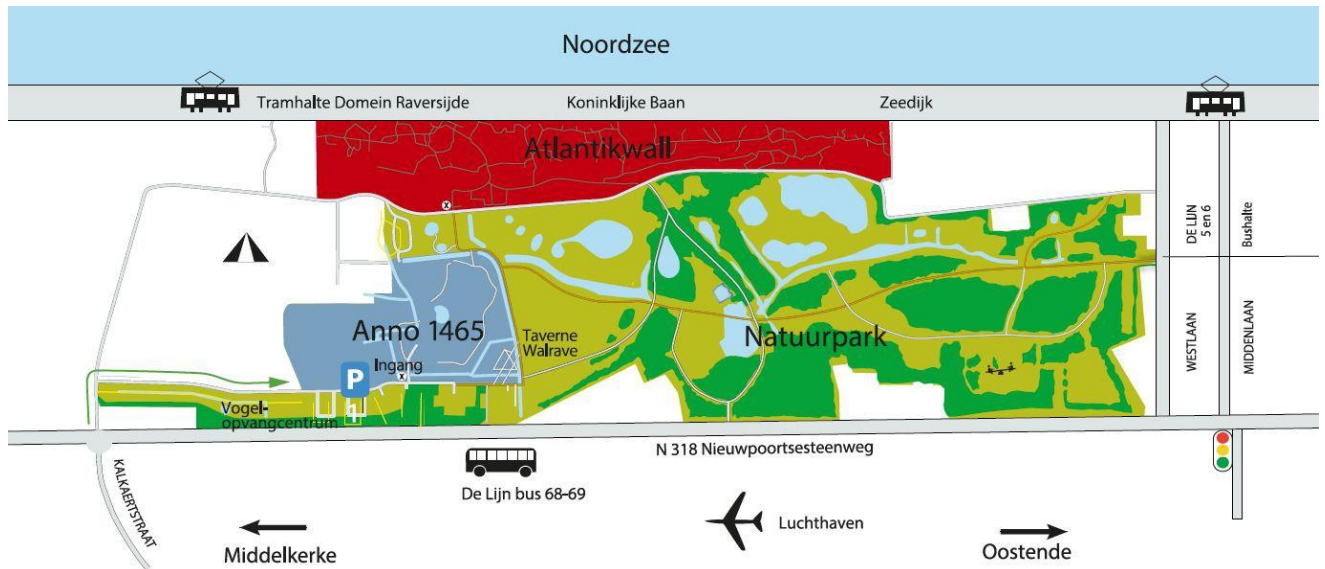 Noordzee
Tramhalte Domein Raversijde
Koninklijke Baan
Zeedijk
Atlantikwall
DE LIJN
5 en 6
Bushalte
Anno 1465
Taverne
Walrave
Natuurpark
Ingang
P
WESTLAAN
MIDDENLAAN
Vogel-
opvangcentrum
N 318 Nieuwpoortsesteenweg
KALKAERTSTRAAT
De Lijn bus 68-69
Luchthaven
Middelkerke
Oostende